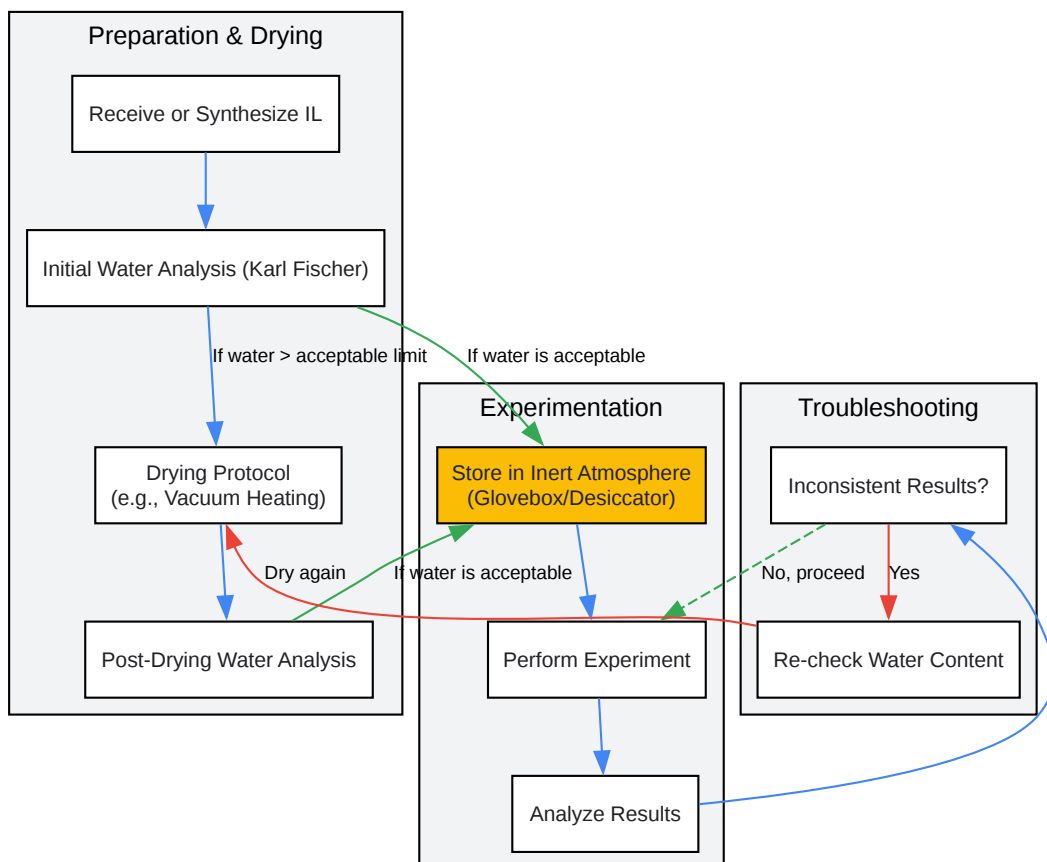 Preparation & Drying
Receive or Synthesize IL
Initial Water Analysis (Karl Fischer)
If water > acceptable limit
If water is acceptable
Drying Protocol
(e.g., Vacuum Heating)
Dry again
If water is acceptable
Post-Drying Water Analysis
Experimentation
Store in Inert Atmosphere
(Glovebox/Desiccator)
Perform Experiment
Analyze Results
Troubleshooting
Inconsistent Results?
No, proceed
Yes
Re-check Water Content